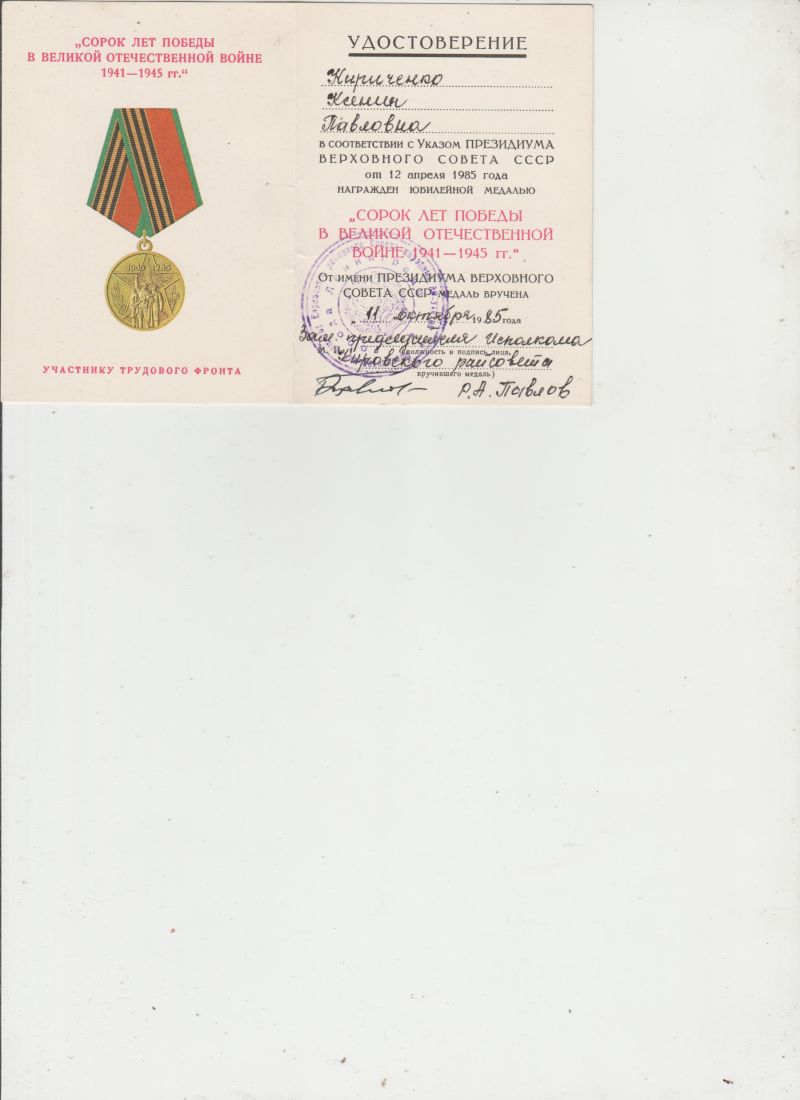 „СОРОК ЛЕТ ПОБЕДЫ
В ВЕЛИКОЙ ОТЕЧЕСТВЕННОЙ ВОЙНЕ
1941—1945 гг.“
1945 1985
УЧАСТНИКУ ТРУДОВОГО ФРОНТА
УДОСТОВЕРЕНИЕ
Кириченко
Ксения
Павловна
в соответствии с Указом ПРЕЗИДИУМА
ВЕРХОВНОГО СОВЕТА СССР
от 12 апреля 1985 года
НАГРАЖДЕН ЮБИЛЕЙНОЙ МЕДАЛЬЮ
„СОРОК ЛЕТ ПОБЕДЫ
В ВЕЛИКОЙ ОТЕЧЕСТВЕННОЙ
ВОЙНЕ 1941—1945 гг.“
От имени ПРЕЗИДИУМА ВЕРХОВНОГО
СОВЕТА СССР медаль вручена
„11 октября 1985 года
Зам. председателя Исполкома
(должность и подпись лица,
Кировского райсовета
вручившего медаль)
Р.А. Павлов